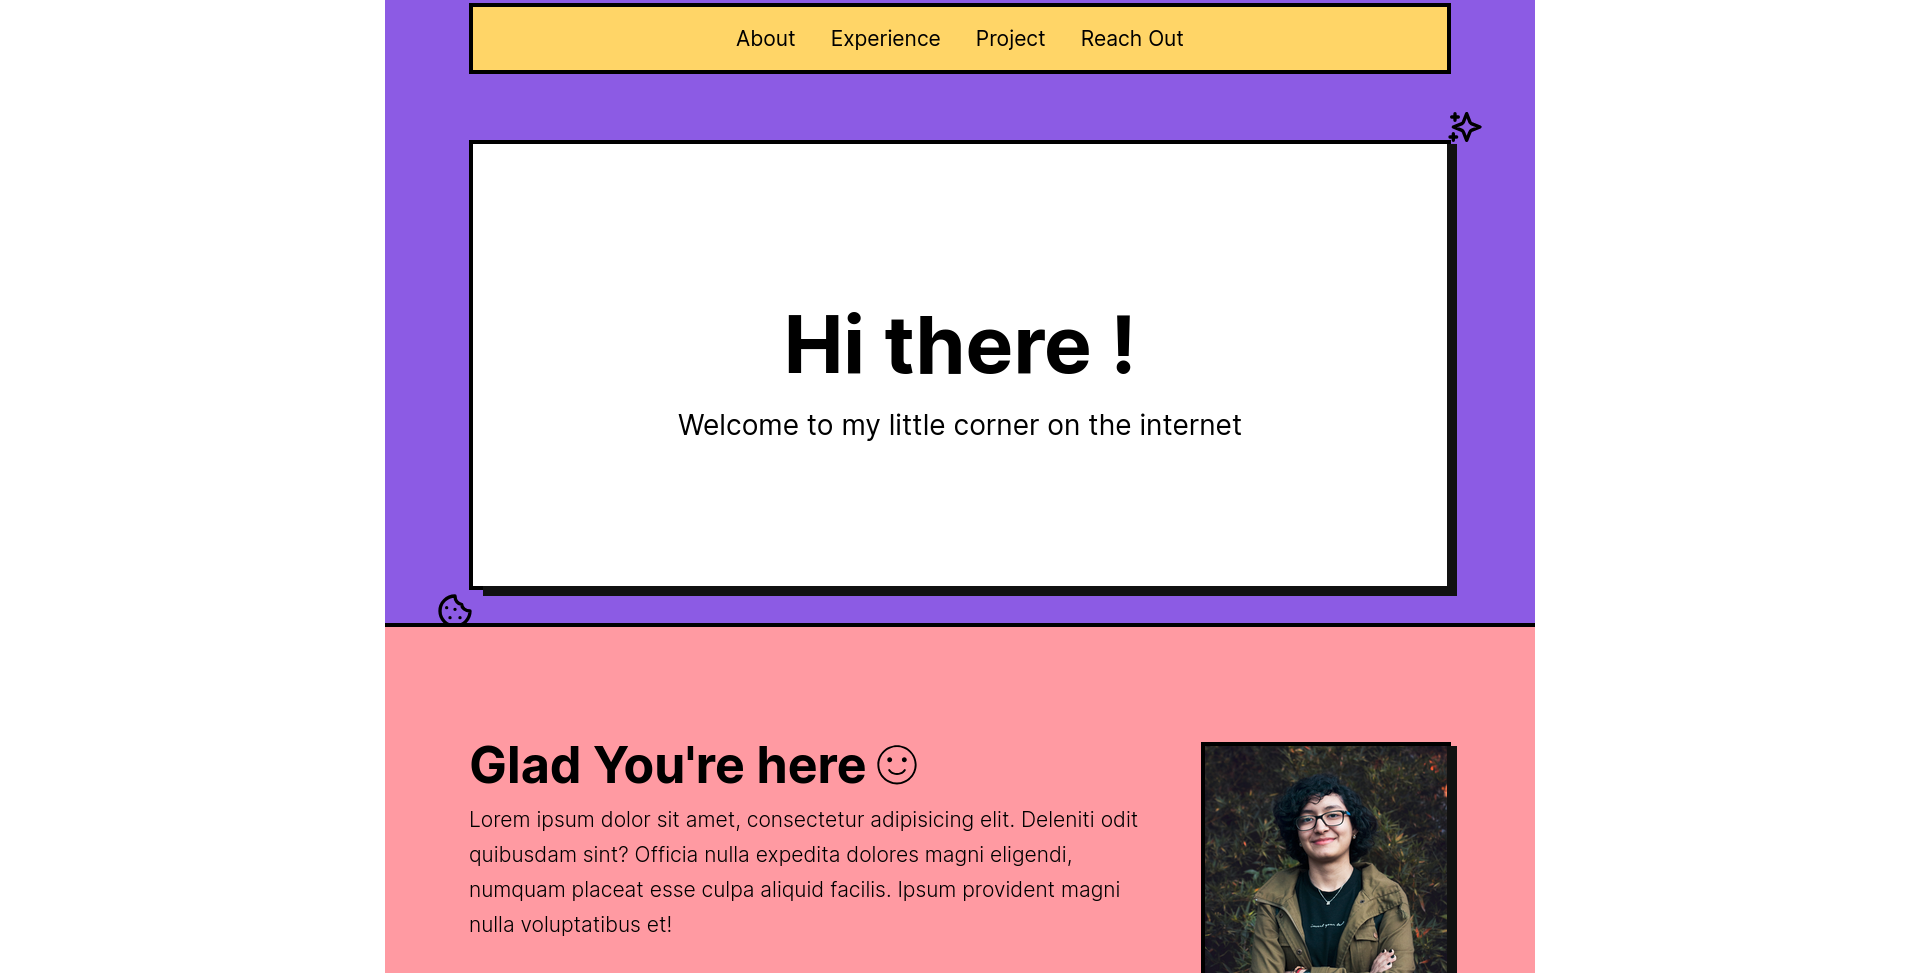 About Experience Project Reach Out
Hi there !
Welcome to my little corner on the internet
Glad You're here
Lorem ipsum dolor sit amet, consectetur adipisicing elit. Deleniti odit
quibusdam sint? Officia nulla expedita dolores magni eligendi,
numquam placeat esse culpa aliquid facilis. Ipsum provident magni
nulla voluptatibus et!